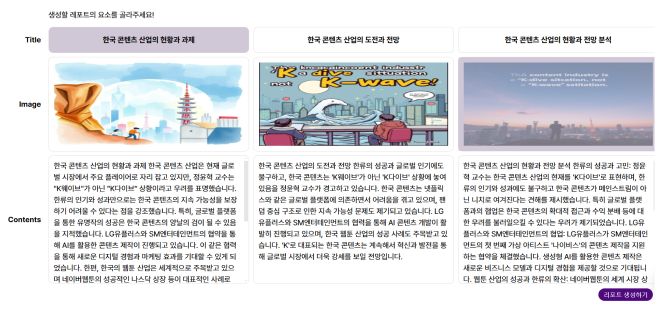 생성할 레포트의 요소를 골라주세요!
Title
한국 콘텐츠 산업의 현황과 과제
한국 콘텐츠 산업의 도전과 전망
한국 콘텐츠 산업의 현황과 전망 분석
Image
K a dive sittuation
not K-wave!
The content industry is
a "K-dive situation, not
a "K-wave" situation.
Contents
한국 콘텐츠 산업의 현황과 과제 한국 콘텐츠 산업은 현재 글로
벌 시장에서 주요 플레이어로 자리 잡고 있지만, 정윤혁 교수는
"K웨이브"가 아닌 "K다이브" 상황이라고 우려를 표명했습니다.
한류의 인기와 성과만으로는 한국 콘텐츠의 지속 가능성을 보장
하기 어려울 수 있다는 점을 강조했습니다. 특히, 글로벌 플랫폼
을 통한 유명작의 성공은 한국 콘텐츠의 양날의 검이 될 수 있음
을 지적했습니다. LG유플러스와 SM엔터테인먼트의 협약을 통
해 AI를 활용한 콘텐츠 제작이 진행되고 있습니다. 이 같은 협력
을 통해 새로운 디지털 경험과 마케팅 효과를 기대할 수 있게 되
었습니다. 한편, 한국의 웹툰 산업은 세계적으로 주목받고 있으
며 네이버웹툰의 성공적인 나스닥 상장 등이 대표적인 사례로
한국 콘텐츠 산업의 도전과 전망 한류의 성공과 글로벌 인기에도
불구하고, 한국 콘텐츠는 'K웨이브'가 아닌 'K다이브' 상황에 놓여
있음을 정윤혁 교수가 경고하고 있습니다. 한국 콘텐츠는 넷플릭
스와 같은 글로벌 플랫폼에 의존하면서 어려움을 겪고 있으며, 팬
덤 중심 구조로 인한 지속 가능성 문제도 제기되고 있습니다. LG
유플러스와 SM엔터테인먼트의 협력을 통해 AI 콘텐츠 개발이 활
발히 진행되고 있으며, 한국 웹툰 산업의 성공 사례도 주목받고 있
습니다. 'K'로 대표되는 한국 콘텐츠는 계속해서 혁신과 발전을 통
해 글로벌 시장에서 더욱 강세를 보일 전망입니다.
한국 콘텐츠 산업의 현황과 전망 분석 한류의 성공과 고민: 정윤
혁 교수는 한국 콘텐츠의 현재를 'K다이브'로 표현하며, 한
류의 인기와 성과에도 불구하고 한국 콘텐츠가 메인스트림이 아
닌 니치로 여겨진다는 견해를 제시했습니다. 특히 글로벌 플랫
폼과의 협업은 한국 콘텐츠의 확대적 접근과 수익 분배 등에 대
한 우려를 불러일으킬 수 있다는 우려가 제기되었습니다. LG유
플러스와 SM엔터테인먼트의 협업: LG유플러스가 SM엔터테인
먼트의 첫 번째 가상 아티스트 '나이비스'의 콘텐츠 제작을 지원
하는 협약을 체결했습니다. 생성형 AI를 활용한 콘텐츠 제작은
새로운 비즈니스 모델과 디지털 경험을 제공할 것으로 기대됩니
다. 웹툰 산업의 성과와 한류의 확산: 네이버웹툰의 세계 시장 상
리포트 생성하기